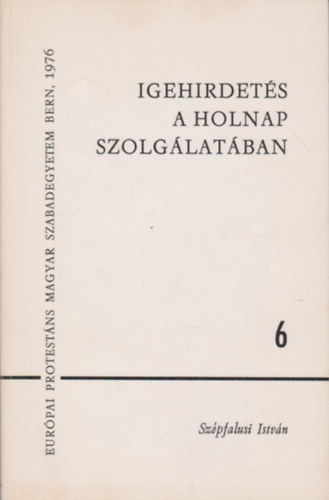 IGEHIRDETÉS
A HOLNAP
SZOLGÁLATÁBAN
6
Szépfalusi István
EURÓPAI PROTESTÁNS MAGYAR SZABADEGYETEM BERN, 1976